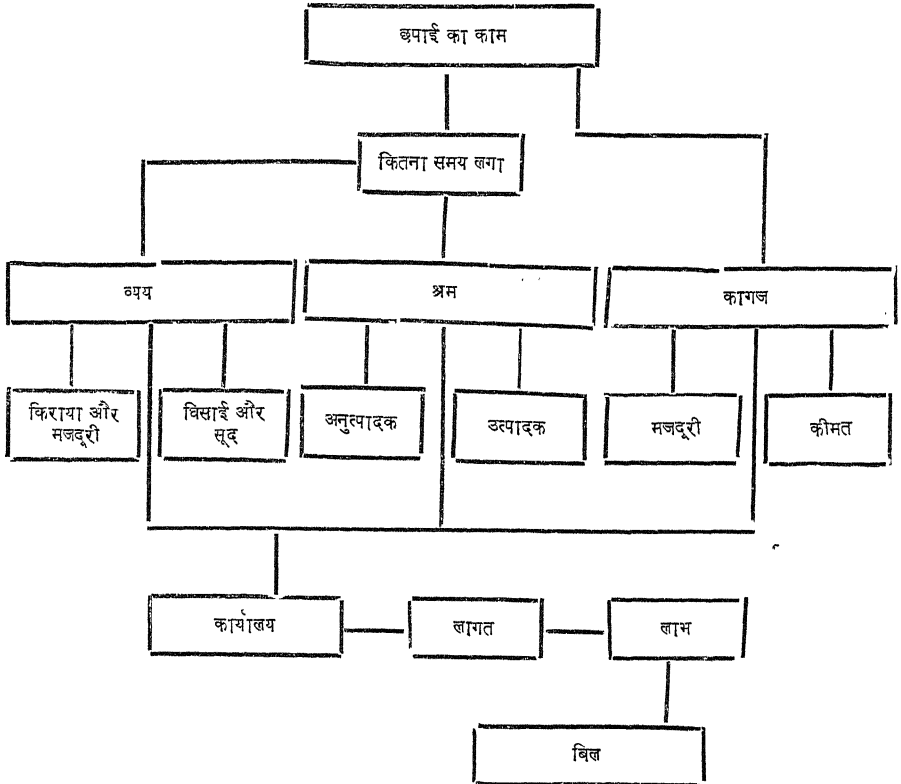 छपाई का काम
कितना समय लगा
व्यय
श्रम
कागज
किराया और
मजदूरी
घिसाई और
सूद
अनुत्पादक
उत्पादक
मजदूरी
कीमत
कार्यालय
लागत
लाभ
बिल